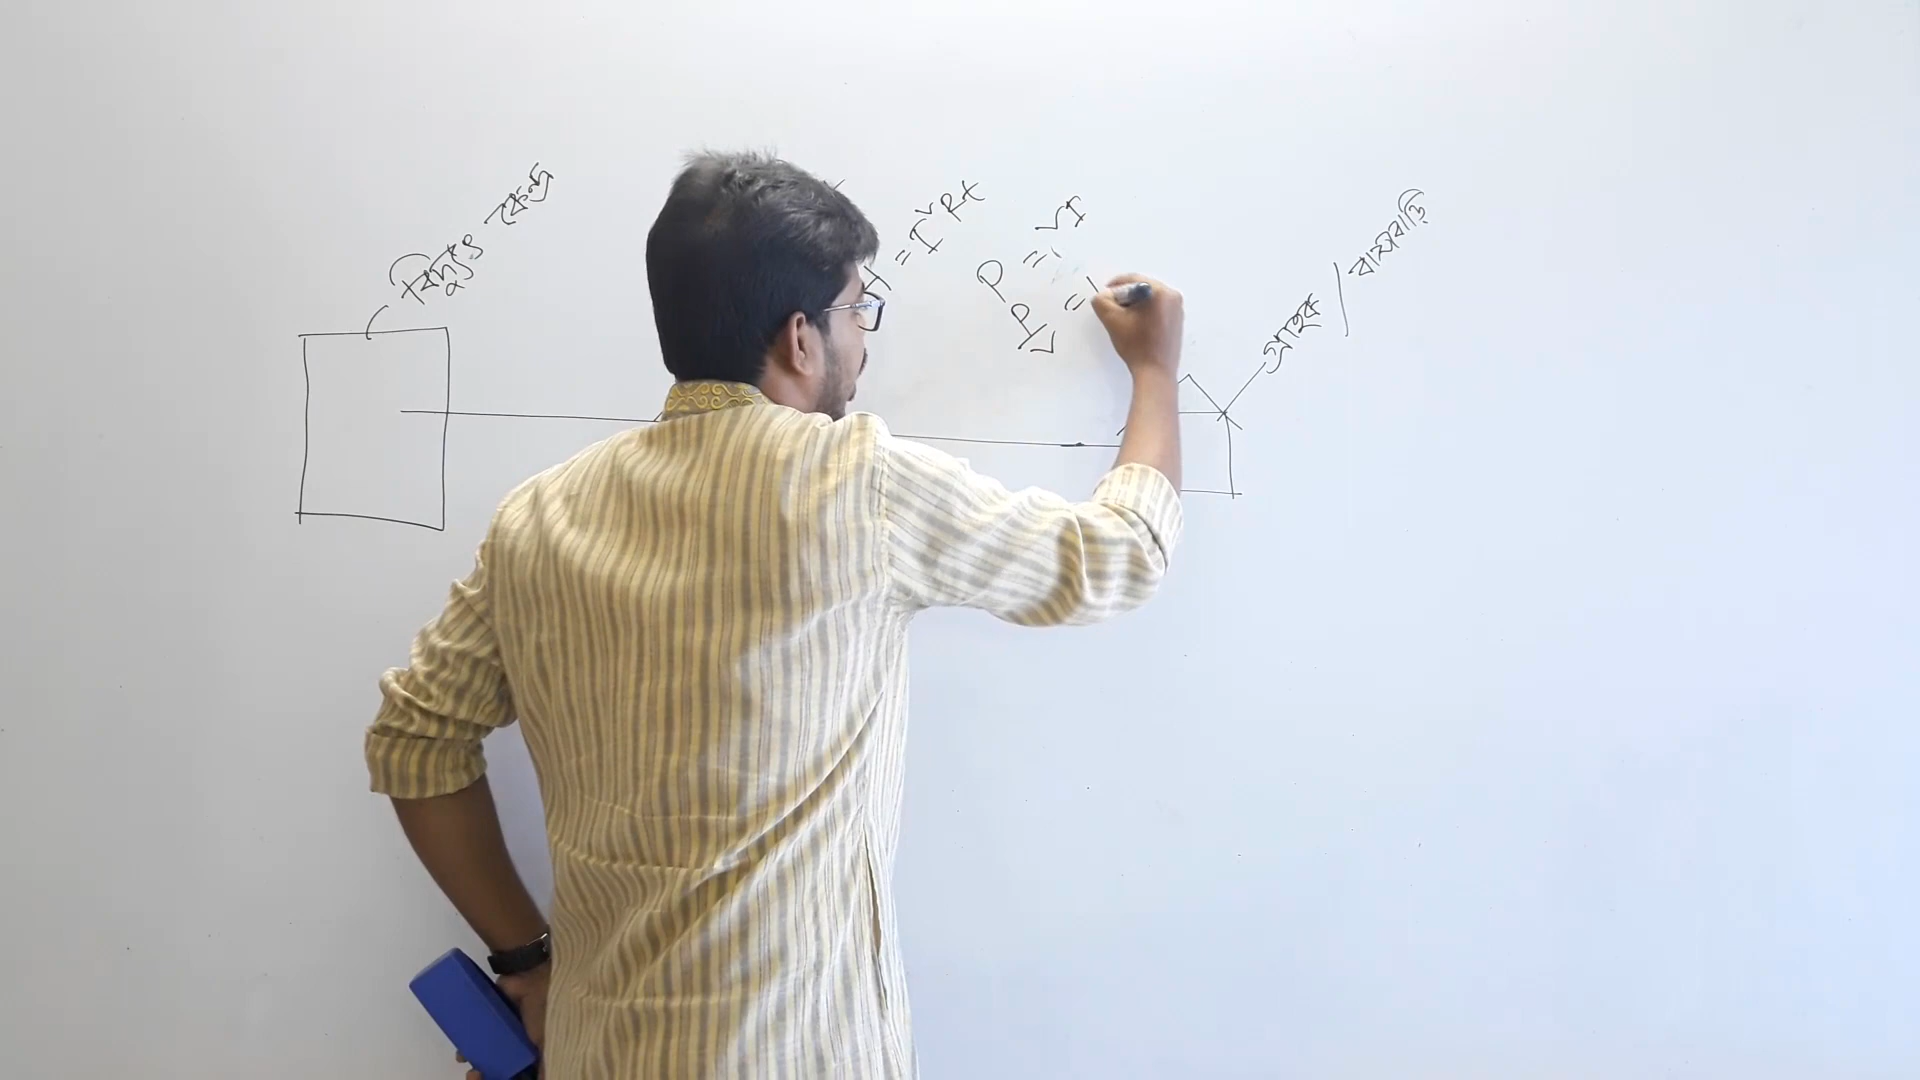 বিদ্যুৎ কেন্দ্র
H = I²Rt
P = VI
P/V =
গ্রাহক / বাসাবাড়ি